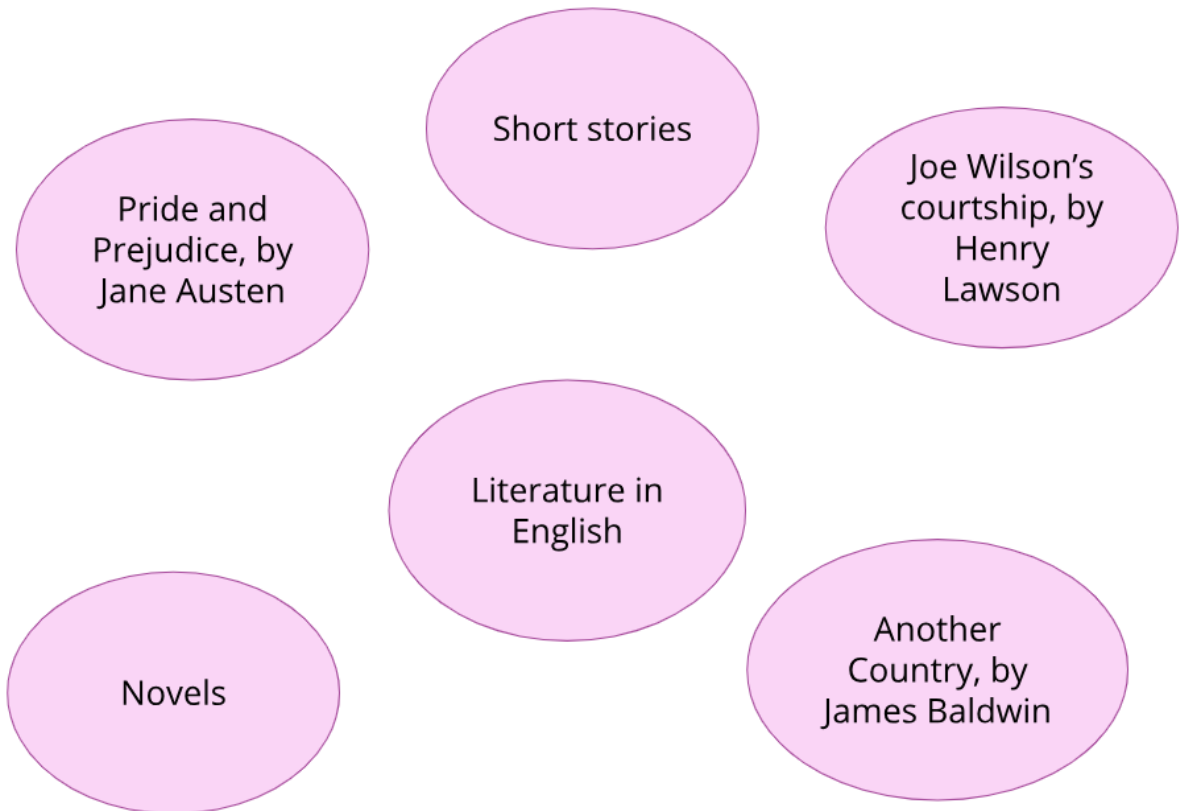 Short stories
Pride and
Prejudice, by
Jane Austen
Joe Wilson’s
courtship, by
Henry
Lawson
Literature in
English
Novels
Another
Country, by
James Baldwin